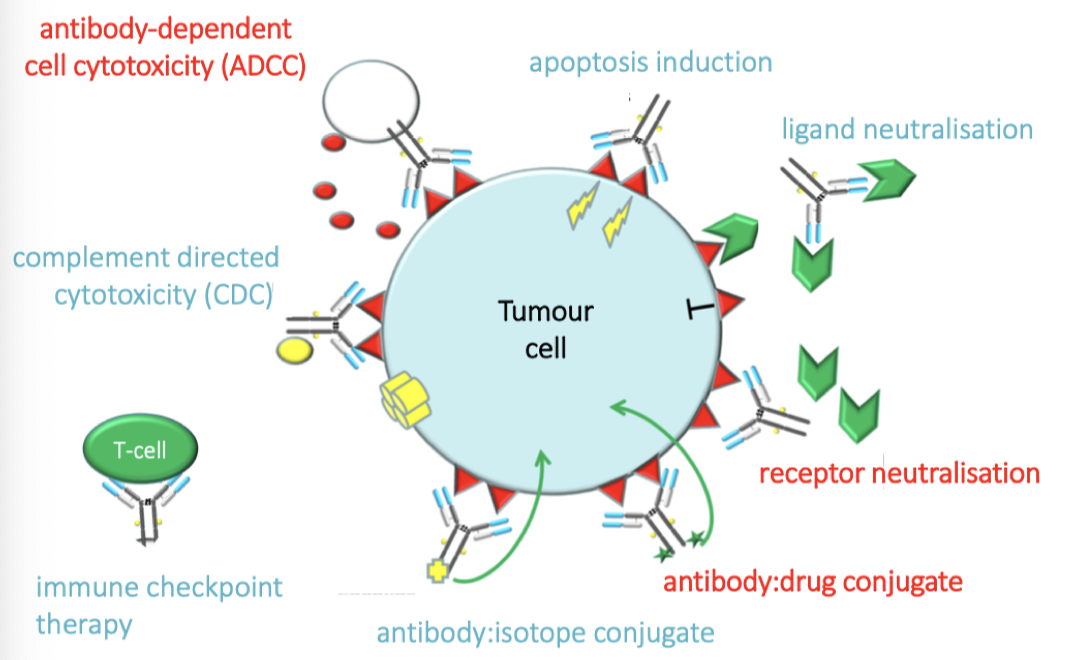 antibody-dependent
cell cytotoxicity (ADCC)
apoptosis induction
ligand neutralisation
complement directed
cytotoxicity (CDC)
Tumour
cell
T-cell
receptor neutralisation
immune checkpoint
therapy
antibody:drug conjugate
antibody:isotope conjugate